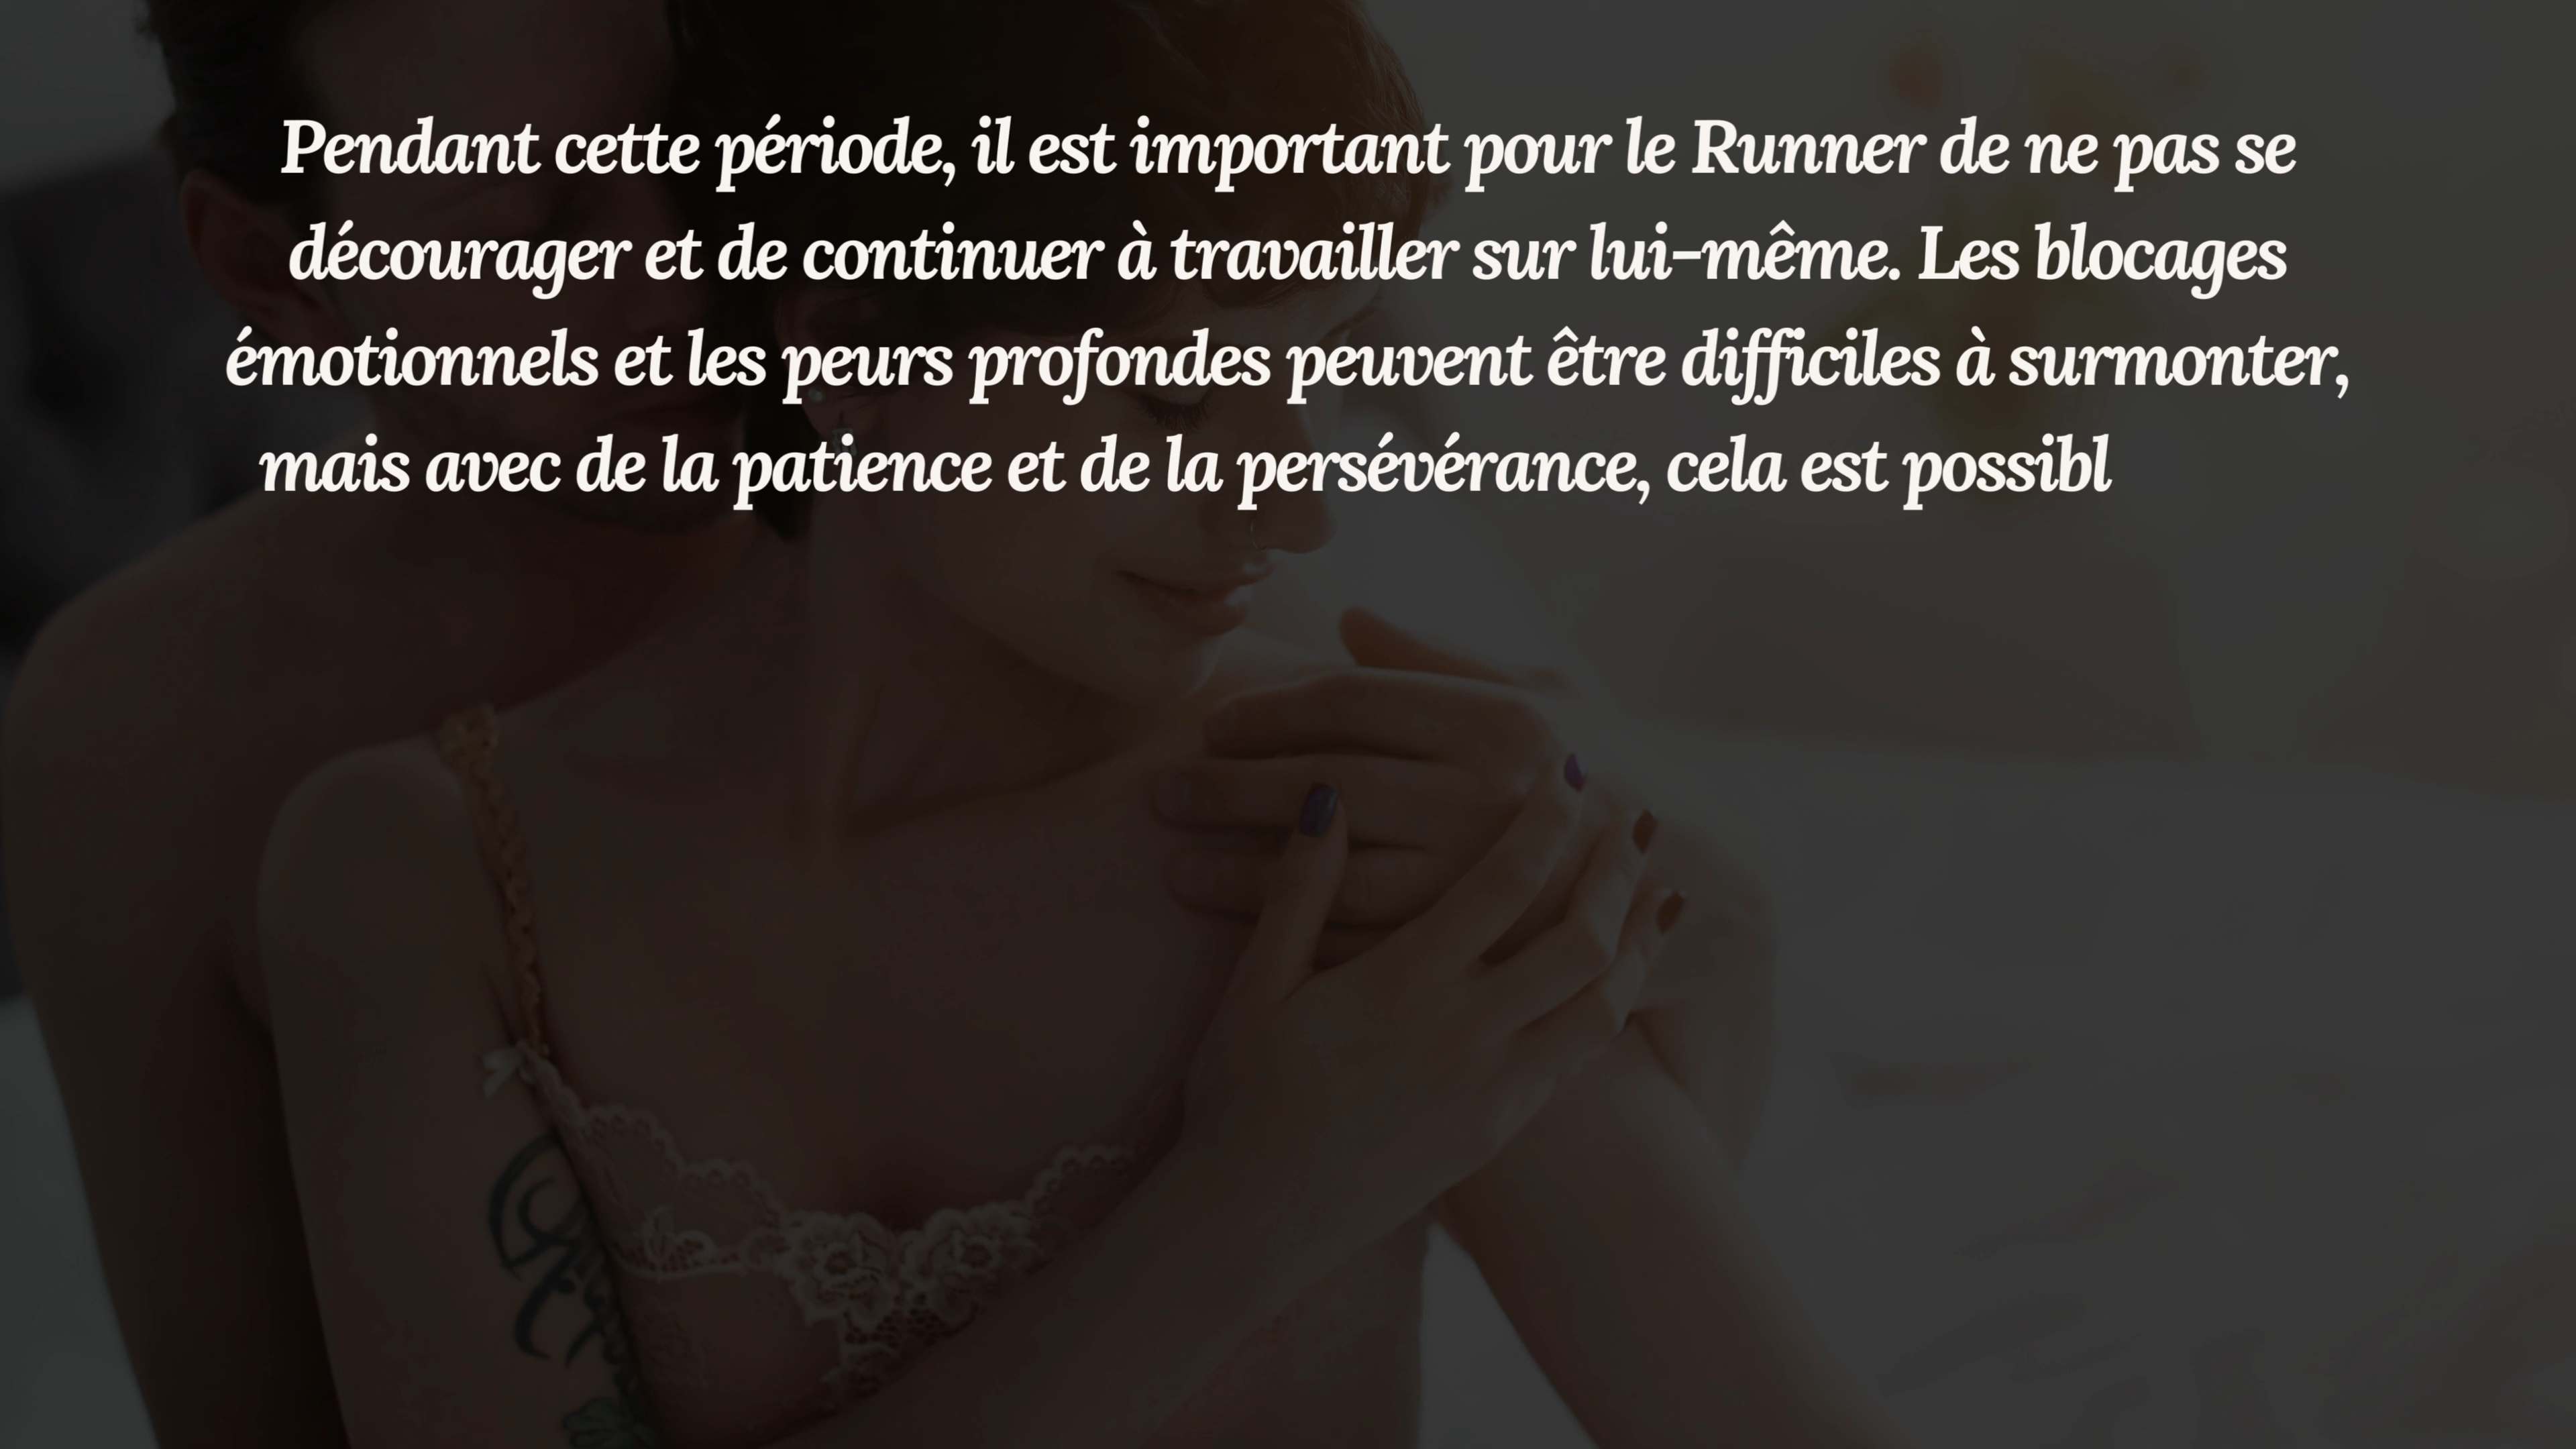 Pendant cette période, il est important pour le Runner de ne pas se
décourager et de continuer à travailler sur lui-même. Les blocages
émotionnels et les peurs profondes peuvent être difficiles à surmonter,
mais avec de la patience et de la persévérance, cela est possibl